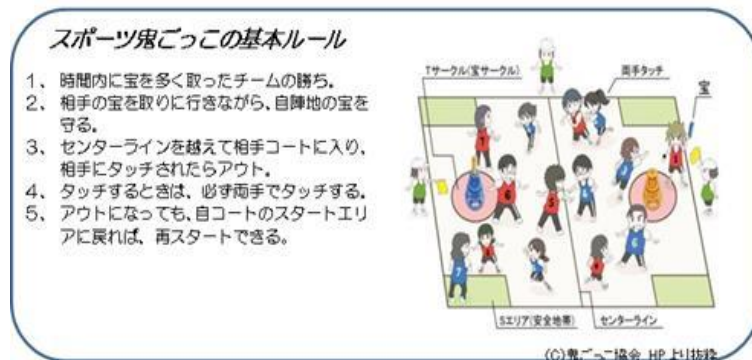 スポーツ鬼ごっこの基本ルール
1、 時間内に宝を多く取ったチームの勝ち。
2、 相手の宝を取りに行きながら、自陣地の宝を
守る。
3、 センターラインを越えて相手コートに入り、
相手にタッチされたらアウト。
4、 タッチするときは、必ず両手でタッチする。
5、 アウトになっても、自コートのスタートエリ
アに戻れば、再スタートできる。
Tサークル(宝サークル)
両手タッチ
宝
Sエリア(安全地帯)
センターライン
(C)鬼ごっこ協会 HP より抜粋